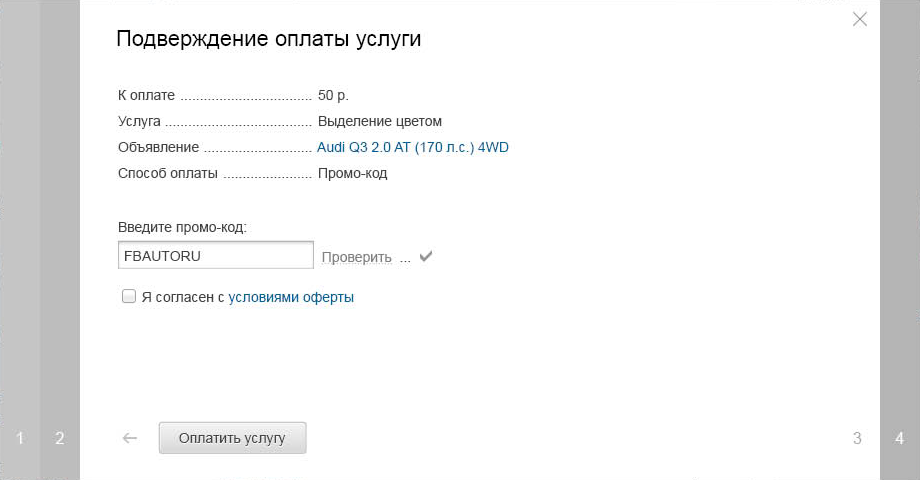 Подверждение оплаты услуги
К оплате ................................. 50 р.
Услуга ..................................... Выделение цветом
Объявление ........................... Audi Q3 2.0 AT (170 л.с.) 4WD
Способ оплаты ....................... Промо-код
Введите промо-код:
FBAUTORU Проверить ...
Я согласен с условиями оферты
1 2 Оплатить услугу 3 4